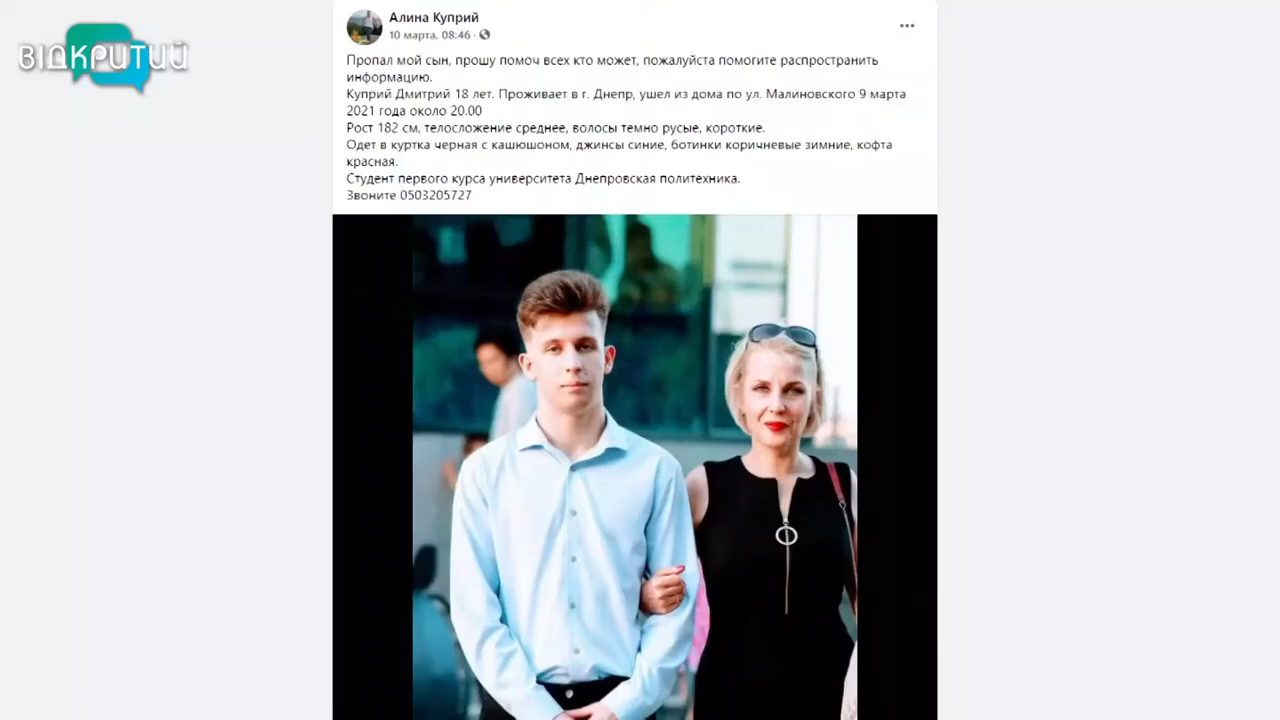 ВІДКРИТИЙ
Алина Куприй
10 марта, 08:46 ·
Пропал мой сын, прошу помоч всех кто может, пожалуйста помогите распространить
информацию.
Куприй Дмитрий 18 лет. Проживает в г. Днепр, ушел из дома по ул. Малиновского 9 марта
2021 года около 20.00
Рост 182 см, телосложение среднее, волосы темно русые, короткие.
Одет в куртка черная с кашюшоном, джинсы синие, ботинки коричневые зимние, кофта
красная.
Студент первого курса университета Днепровская политехника.
Звоните 0503205727